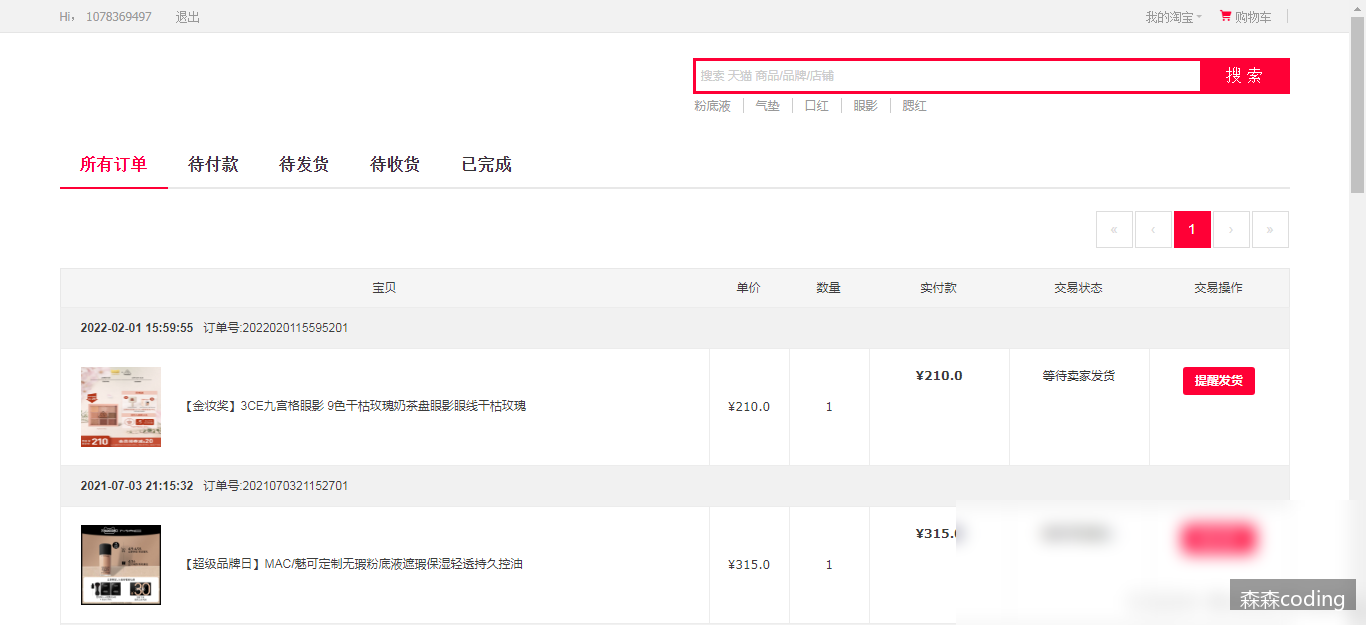 Hi， 1078369497 退出 我的淘宝 购物车
搜索 天猫 商品/品牌/店铺 搜 索
粉底液 气垫 口红 眼影 腮红
所有订单 待付款 待发货 待收货 已完成
« ‹ 1 › »
宝贝 单价 数量 实付款 交易状态 交易操作
2022-02-01 15:59:55 订单号:2022020115595201
【金妆奖】3CE九宫格眼影 9色干枯玫瑰奶茶盘眼影眼线干枯玫瑰 ¥210.0 1 ¥210.0 等待卖家发货 提醒发货
210
2021-07-03 21:15:32 订单号:2021070321152701
【超级品牌日】MAC/魅可定制无瑕粉底液遮瑕保湿轻透持久控油 ¥315.0 1 ¥315.0
30
森森coding